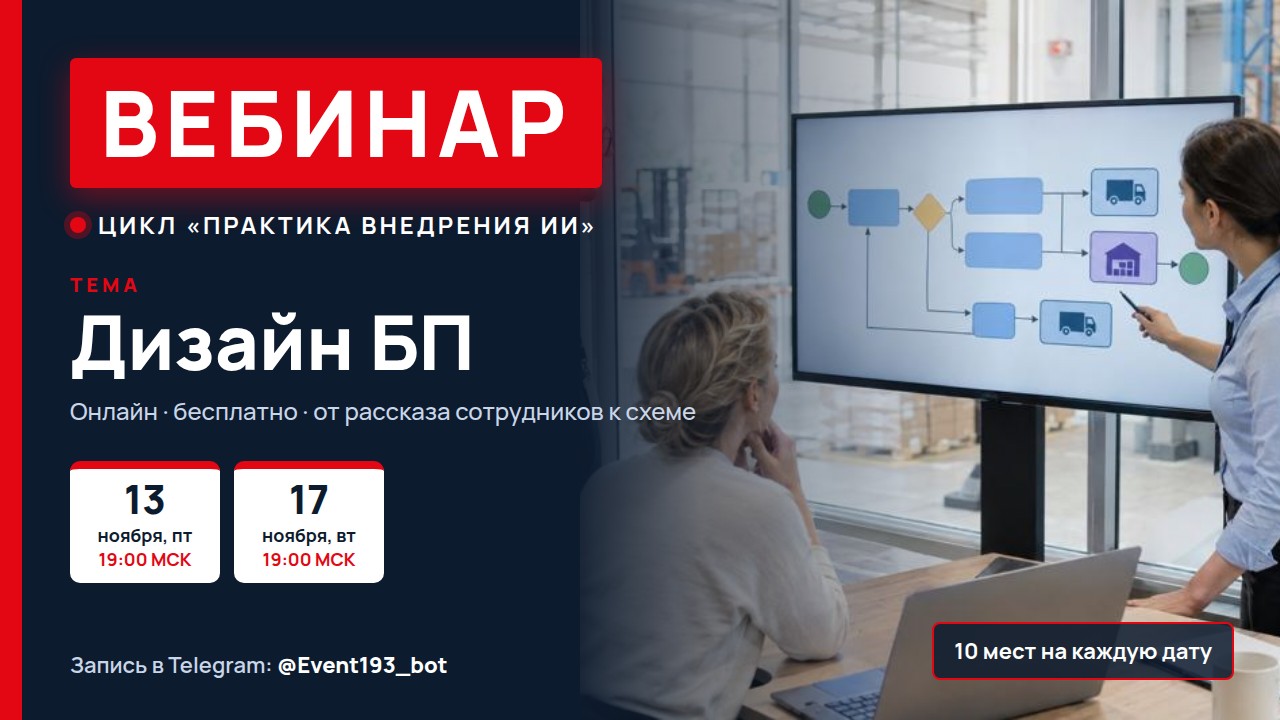 ВЕБИНАР
ЦИКЛ «ПРАКТИКА ВНЕДРЕНИЯ ИИ»
ТЕМА
Дизайн БП
Онлайн · бесплатно · от рассказа сотрудников к схеме
13
ноября, пт
19:00 МСК
17
ноября, вт
19:00 МСК
Запись в Telegram: @Event193_bot
10 мест на каждую дату